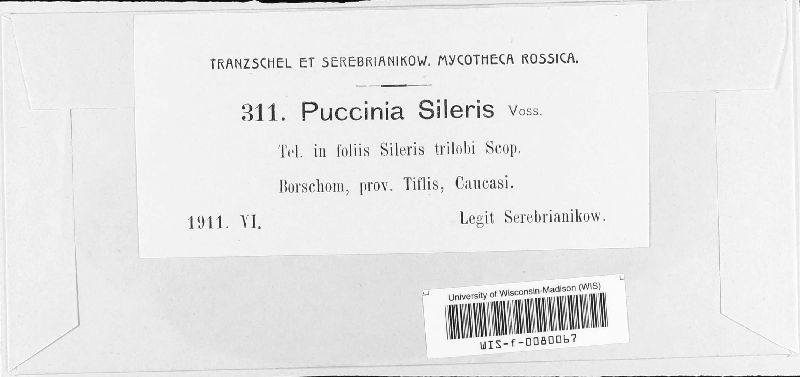 TRANZSCHEL ET SEREBRIANIKOW. MYCOTHECA ROSSICA.
311. Puccinia Sileris Voss.
Tel. in foliis Sileris trilobi Scop.
Borschom, prov. Tiflis, Caucasi.
1911. VI. Legit Serebrianikow.
University of Wisconsin-Madison (WIS)
WIS-f-0080067